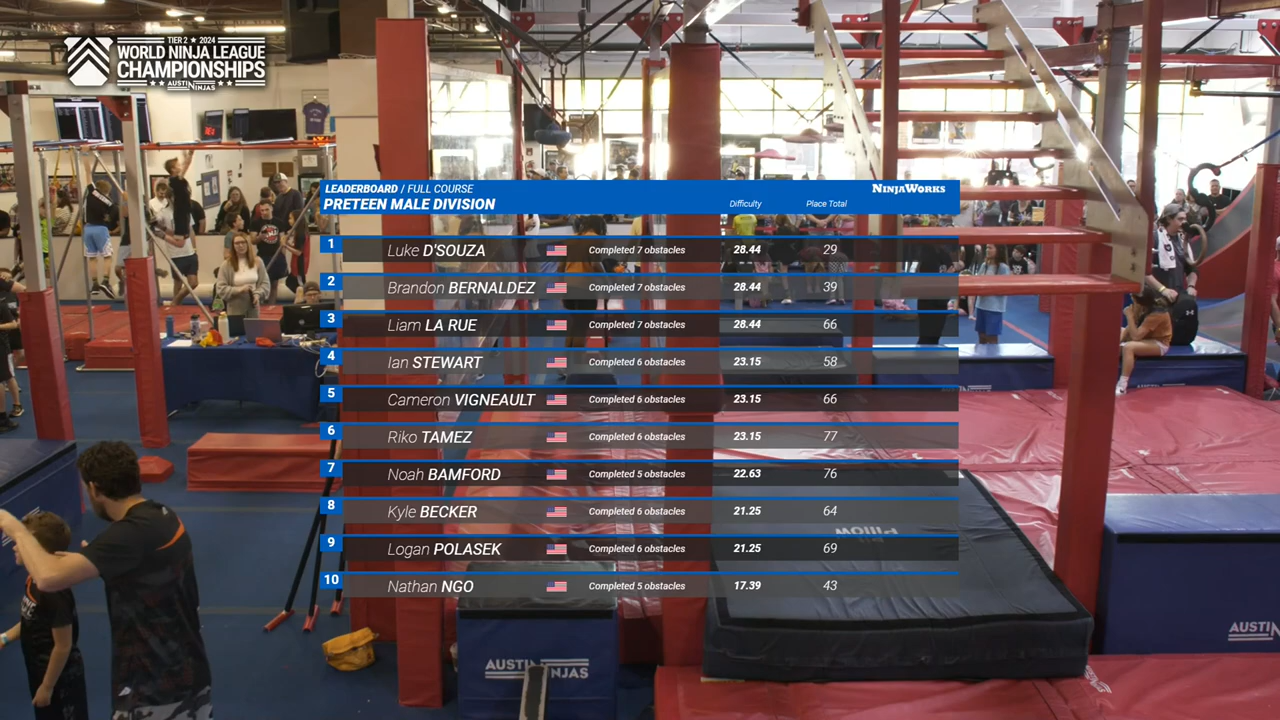 TIER 2 ★ 2024
WORLD NINJA LEAGUE
CHAMPIONSHIPS
AUSTIN NINJAS
LEADERBOARD / FULL COURSE
NINJAWORKS
PRETEEN MALE DIVISION
Difficulty Place Total
1 Luke D'SOUZA Completed 7 obstacles 28.44 29
2 Brandon BERNALDEZ Completed 7 obstacles 28.44 39
3 Liam LA RUE Completed 7 obstacles 28.44 66
4 Ian STEWART Completed 6 obstacles 23.15 58
5 Cameron VIGNEAULT Completed 6 obstacles 23.15 66
6 Riko TAMEZ Completed 6 obstacles 23.15 77
7 Noah BAMFORD Completed 5 obstacles 22.63 76
8 Kyle BECKER Completed 6 obstacles 21.25 64
9 Logan POLASEK Completed 6 obstacles 21.25 69
10 Nathan NGO Completed 5 obstacles 17.39 43
Pillow
AUSTIN
AUSTIN NINJAS